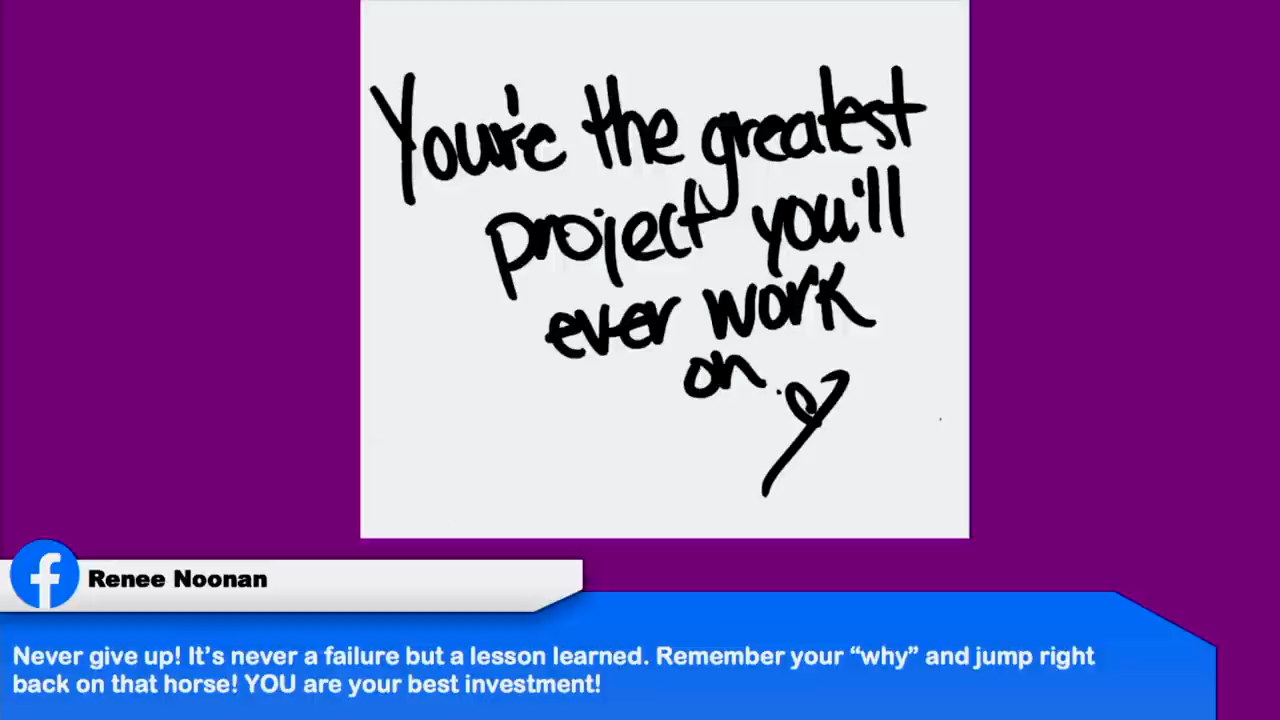 You're the greatest
project you'll
ever work
on.
Renee Noonan
Never give up! It’s never a failure but a lesson learned. Remember your “why” and jump right
back on that horse! YOU are your best investment!